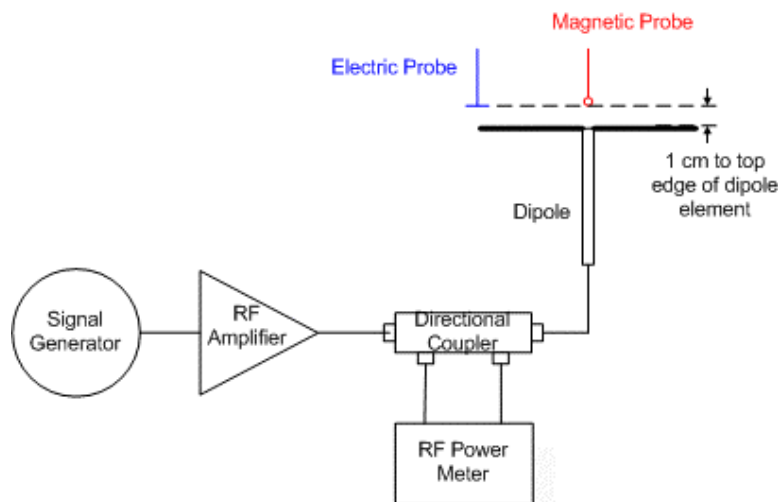 Magnetic Probe
Electric Probe
1 cm to top
edge of dipole
element
Dipole
Signal
Generator
RF
Amplifier
Directional
Coupler
RF Power
Meter